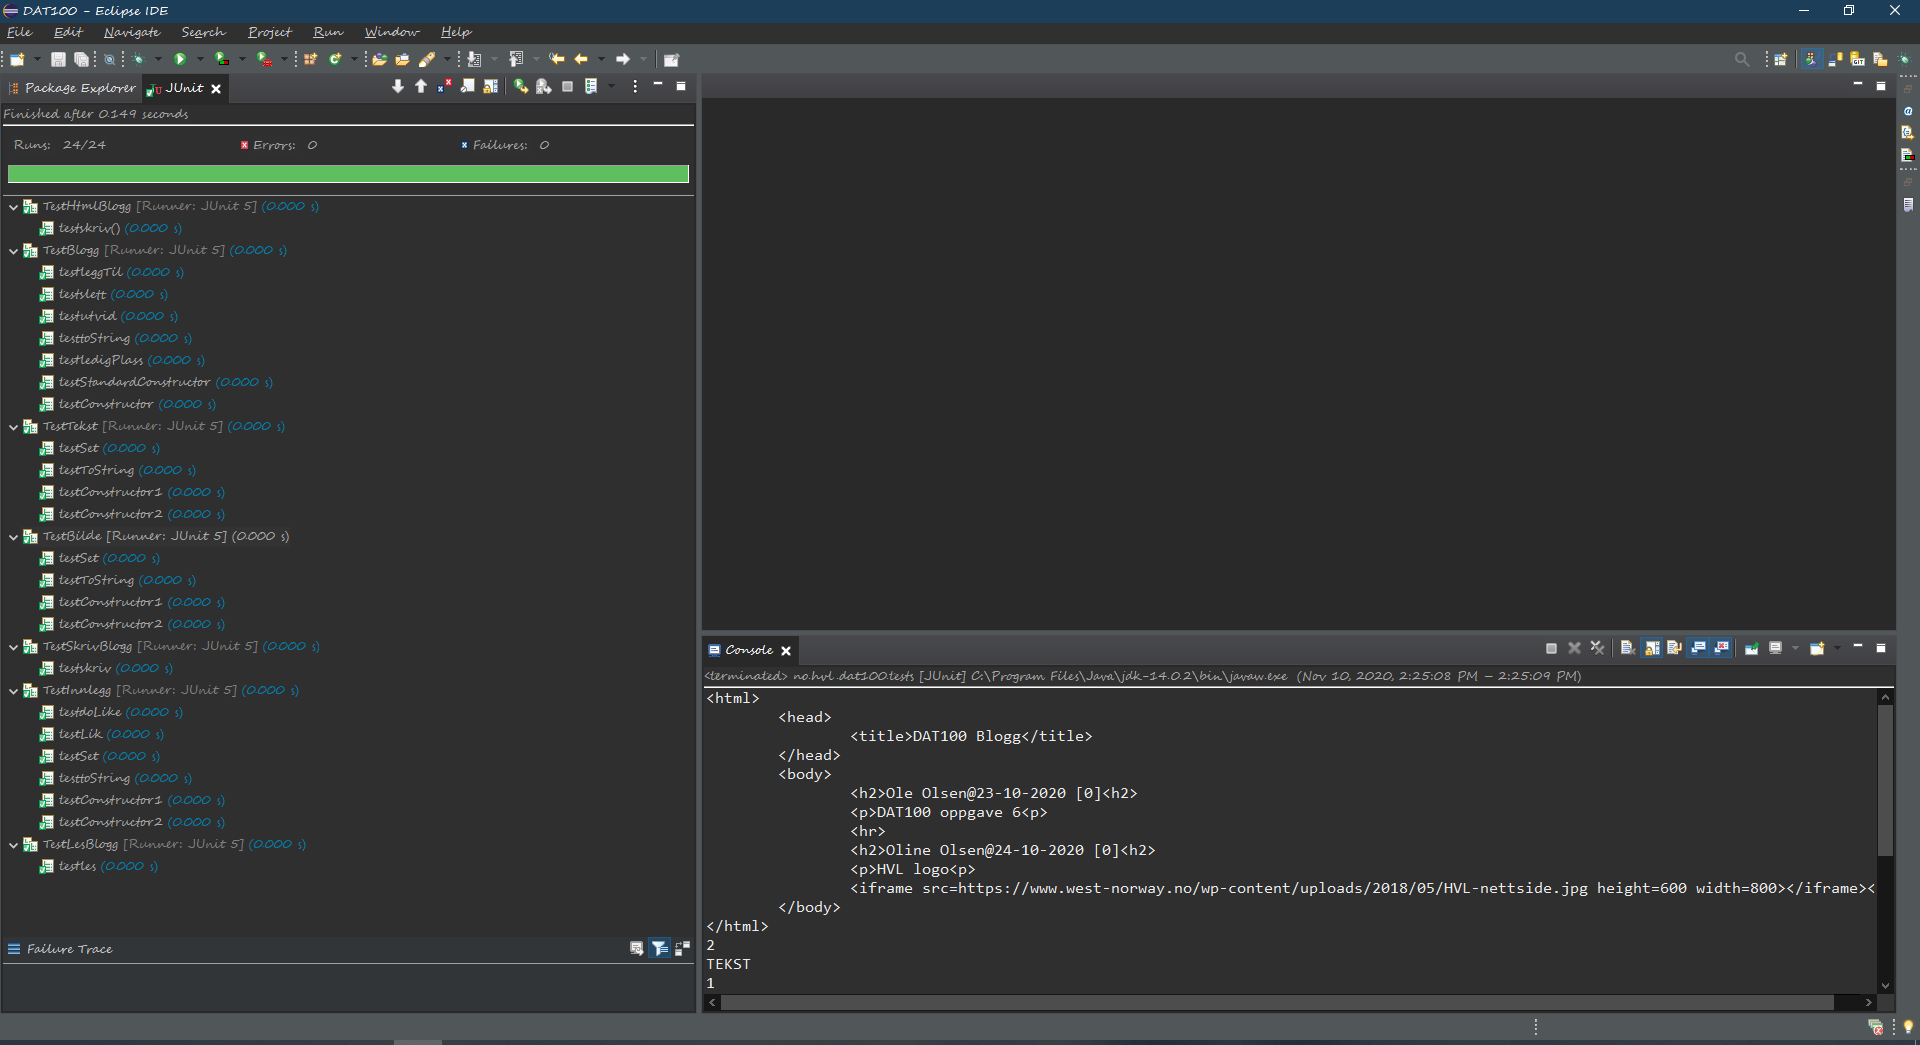 DAT100 - Eclipse IDE
File Edit Navigate Search Project Run Window Help
Package Explorer JUnit
Finished after 0.149 seconds
Runs: 24/24 Errors: 0 Failures: 0
TestHtmlBlogg [Runner: JUnit 5] (0.000 s)
testskriv() (0.000 s)
TestBlogg [Runner: JUnit 5] (0.000 s)
testleggTil (0.000 s)
testslett (0.000 s)
testutvid (0.000 s)
testtoString (0.000 s)
testledigPlass (0.000 s)
testStandardConstructor (0.000 s)
testConstructor (0.000 s)
TestTekst [Runner: JUnit 5] (0.000 s)
testSet (0.000 s)
testToString (0.000 s)
testConstructor1 (0.000 s)
testConstructor2 (0.000 s)
TestBilde [Runner: JUnit 5] (0.000 s)
testSet (0.000 s)
testToString (0.000 s)
testConstructor1 (0.000 s)
testConstructor2 (0.000 s)
TestSkrivBlogg [Runner: JUnit 5] (0.000 s)
testskriv (0.000 s)
TestInnlegg [Runner: JUnit 5] (0.000 s)
testdoLike (0.000 s)
testLik (0.000 s)
testSet (0.000 s)
testtoString (0.000 s)
testConstructor1 (0.000 s)
testConstructor2 (0.000 s)
TestLesBlogg [Runner: JUnit 5] (0.000 s)
testles (0.000 s)
Failure Trace
Console
<terminated> no.hvl.dat100.tests [JUnit] C:\Program Files\Java\jdk-14.0.2\bin\javaw.exe (Nov 10, 2020, 2:25:08 PM – 2:25:09 PM)
<html>
<head>
<title>DAT100 Blogg</title>
</head>
<body>
<h2>Ole Olsen@23-10-2020 [0]<h2>
<p>DAT100 oppgave 6<p>
<hr>
<h2>Oline Olsen@24-10-2020 [0]<h2>
<p>HVL logo<p>
<iframe src=https://www.west-norway.no/wp-content/uploads/2018/05/HVL-nettside.jpg height=600 width=800></iframe><
</body>
</html>
2
TEKST
1